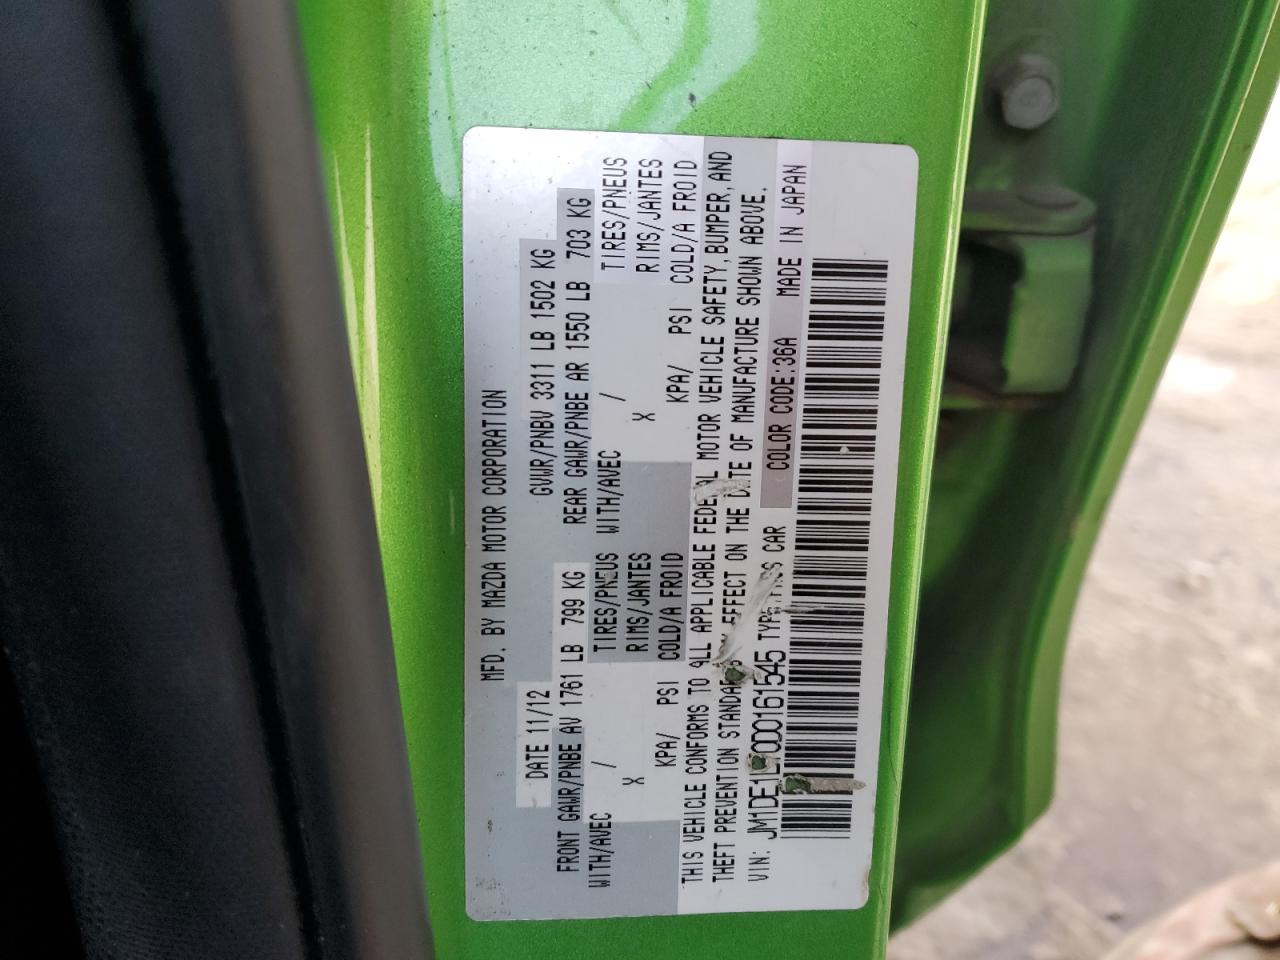 MFD. BY MAZDA MOTOR CORPORATION
DATE 11/12 GVWR/PNBV 3311 LB 1502 KG
FRONT GAWR/PNBE AV 1761 LB 799 KG REAR GAWR/PNBE AR 1550 LB 703 KG
WITH/AVEC / TIRES/PNEUS WITH/AVEC / TIRES/PNEUS
X RIMS/JANTES X RIMS/JANTES
KPA/ PSI COLD/A FROID KPA/ PSI COLD/A FROID
THIS VEHICLE CONFORMS TO ALL APPLICABLE FEDERAL MOTOR VEHICLE SAFETY, BUMPER, AND
THEFT PREVENTION STANDARDS IN EFFECT ON THE DATE OF MANUFACTURE SHOWN ABOVE.
VIN: COLOR CODE:36A MADE IN JAPAN